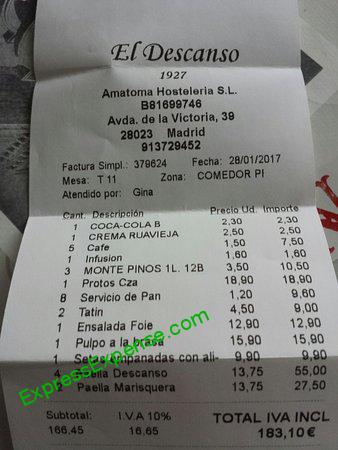 El Descanso
1927
Amatoma Hosteleria S.L.
B81699746
Avda. de la Victoria, 39
28023 Madrid
913729452
Factura Simpl.: 379624 Fecha: 28/01/2017
Mesa: T 11 Zona: COMEDOR PI
Atendido por: Gina
Cant. Descripción Precio Ud. Importe
1 COCA-COLA B 2,30 2,30
1 CREMA RUAVIEJA 2,50 2,50
5 Cafe 1,50 7,50
1 Infusion 1,60 1,60
3 MONTE PINOS 1L. 12B 3,50 10,50
1 Protos Cza 18,90 18,90
8 Servicio de Pan 1,20 9,60
2 Tatin 4,50 9,00
1 Ensalada Foie 12,90 12,90
1 Pulpo a la brasa 15,90 15,90
1 Setas empanadas con ali- 9,90 9,90
4 Descanso 13,75 55,00
2 Paella Marisquera 13,75 27,50
Subtotal: I.V.A 10% TOTAL IVA INCL
166,45 16,65 183,10€
ExpressExpense.com